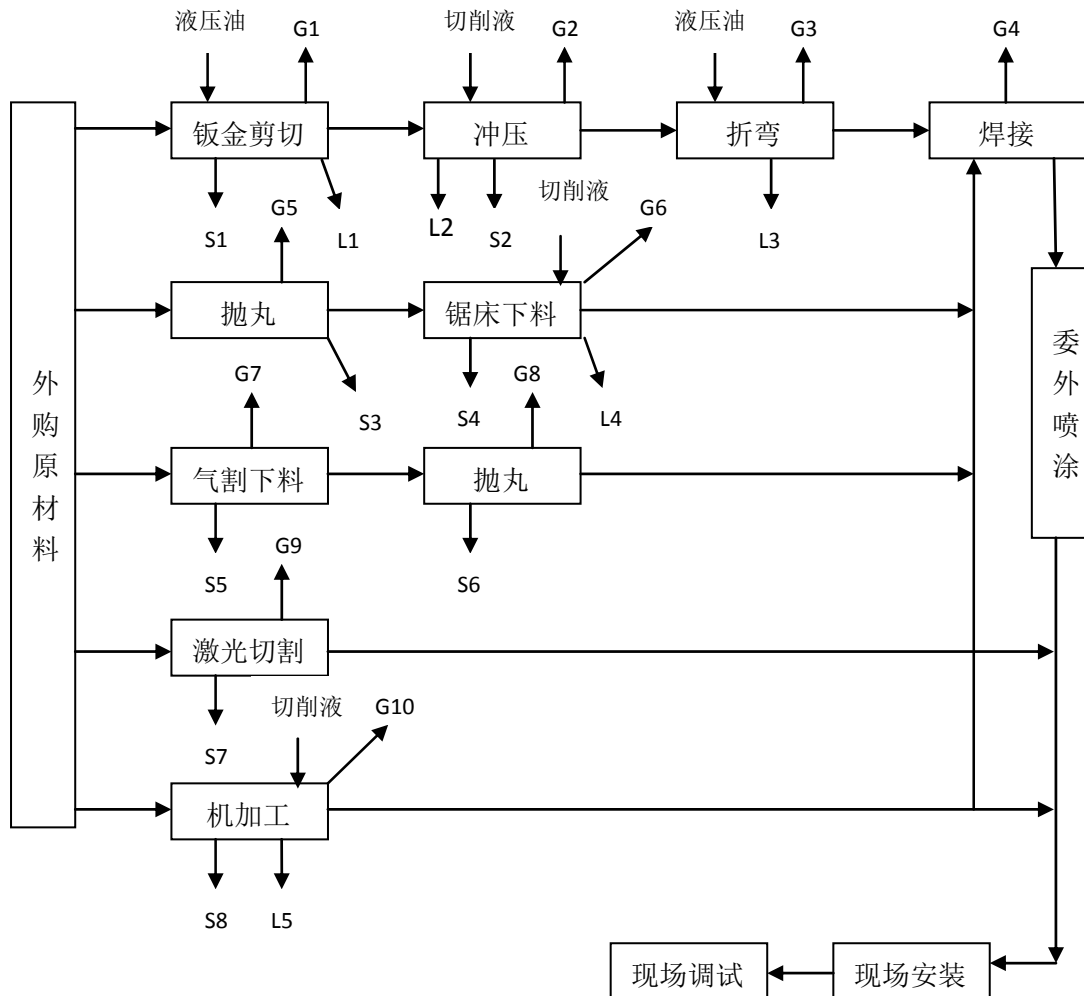 液压油
G1
切削液
G2
液压油
G3
G4
钣金剪切
冲压
折弯
焊接
S1
G5
L1
L2
S2
切削液
G6
L3
抛丸
锯床下料
外购原材料
委外喷涂
G7
S3
S4
G8
L4
气割下料
抛丸
S5
G9
S6
激光切割
S7
切削液
G10
机加工
S8
L5
现场调试
现场安装